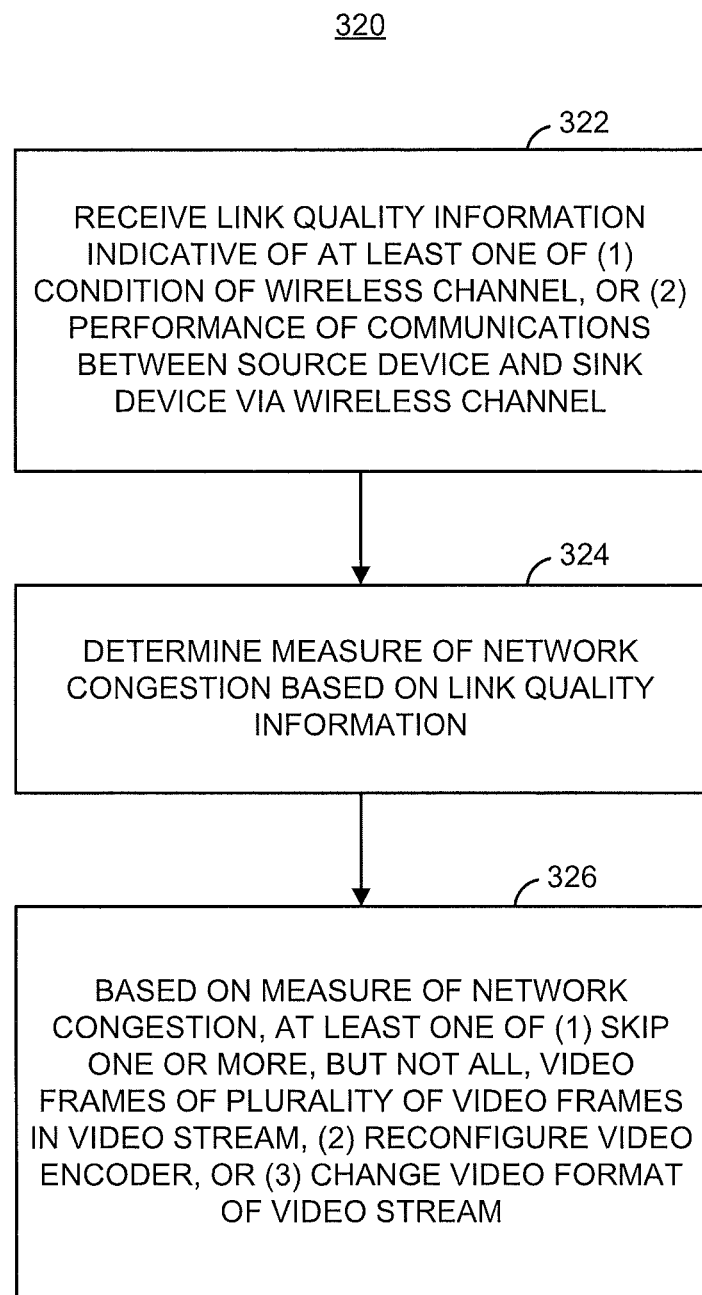 320
322
RECEIVE LINK QUALITY INFORMATION
INDICATIVE OF AT LEAST ONE OF (1)
CONDITION OF WIRELESS CHANNEL, OR (2)
PERFORMANCE OF COMMUNICATIONS
BETWEEN SOURCE DEVICE AND SINK
DEVICE VIA WIRELESS CHANNEL
324
DETERMINE MEASURE OF NETWORK
CONGESTION BASED ON LINK QUALITY
INFORMATION
326
BASED ON MEASURE OF NETWORK
CONGESTION, AT LEAST ONE OF (1) SKIP
ONE OR MORE, BUT NOT ALL, VIDEO
FRAMES OF PLURALITY OF VIDEO FRAMES
IN VIDEO STREAM, (2) RECONFIGURE VIDEO
ENCODER, OR (3) CHANGE VIDEO FORMAT
OF VIDEO STREAM